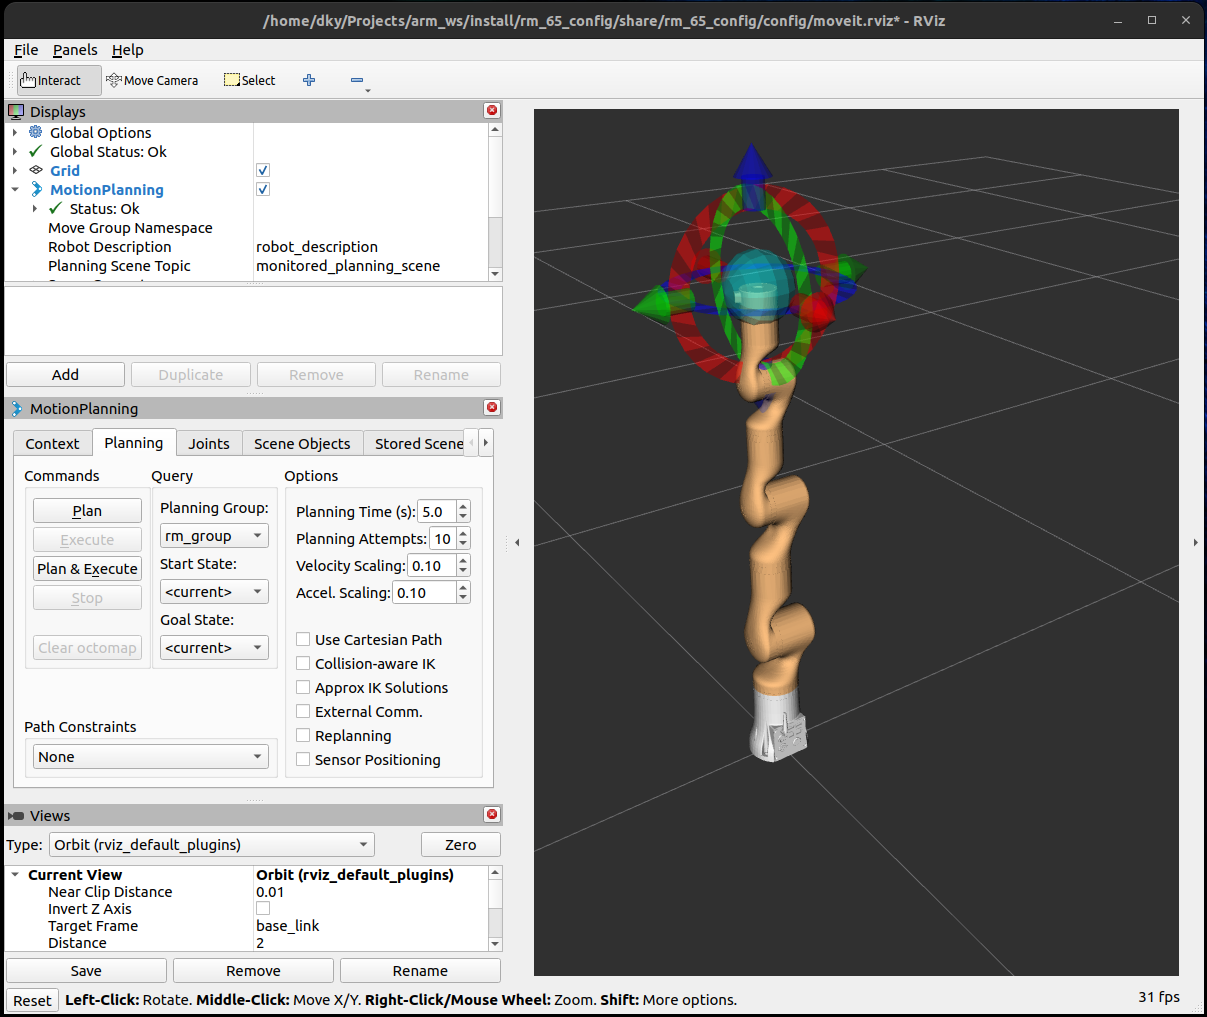 /home/dky/Projects/arm_ws/install/rm_65_config/share/rm_65_config/config/moveit.rviz* - RViz
File Panels Help
Interact Move Camera Select
Displays
Global Options
Global Status: Ok
Grid
MotionPlanning
Status: Ok
Move Group Namespace
Robot Description robot_description
Planning Scene Topic monitored_planning_scene
Add Duplicate Remove Rename
MotionPlanning
Context Planning Joints Scene Objects Stored Scene
Commands Query Options
Plan
Execute
Plan & Execute
Stop
Clear octomap
Planning Group:
rm_group
Start State:
<current>
Goal State:
<current>
Planning Time (s): 5.0
Planning Attempts: 10
Velocity Scaling: 0.10
Accel. Scaling: 0.10
Use Cartesian Path
Collision-aware IK
Approx IK Solutions
External Comm.
Replanning
Sensor Positioning
Path Constraints
None
Views
Type: Orbit (rviz_default_plugins) Zero
Current View Orbit (rviz_default_plugins)
Near Clip Distance 0.01
Invert Z Axis
Target Frame base_link
Distance 2
Save Remove Rename
Reset Left-Click: Rotate. Middle-Click: Move X/Y. Right-Click/Mouse Wheel: Zoom. Shift: More options.
31 fps